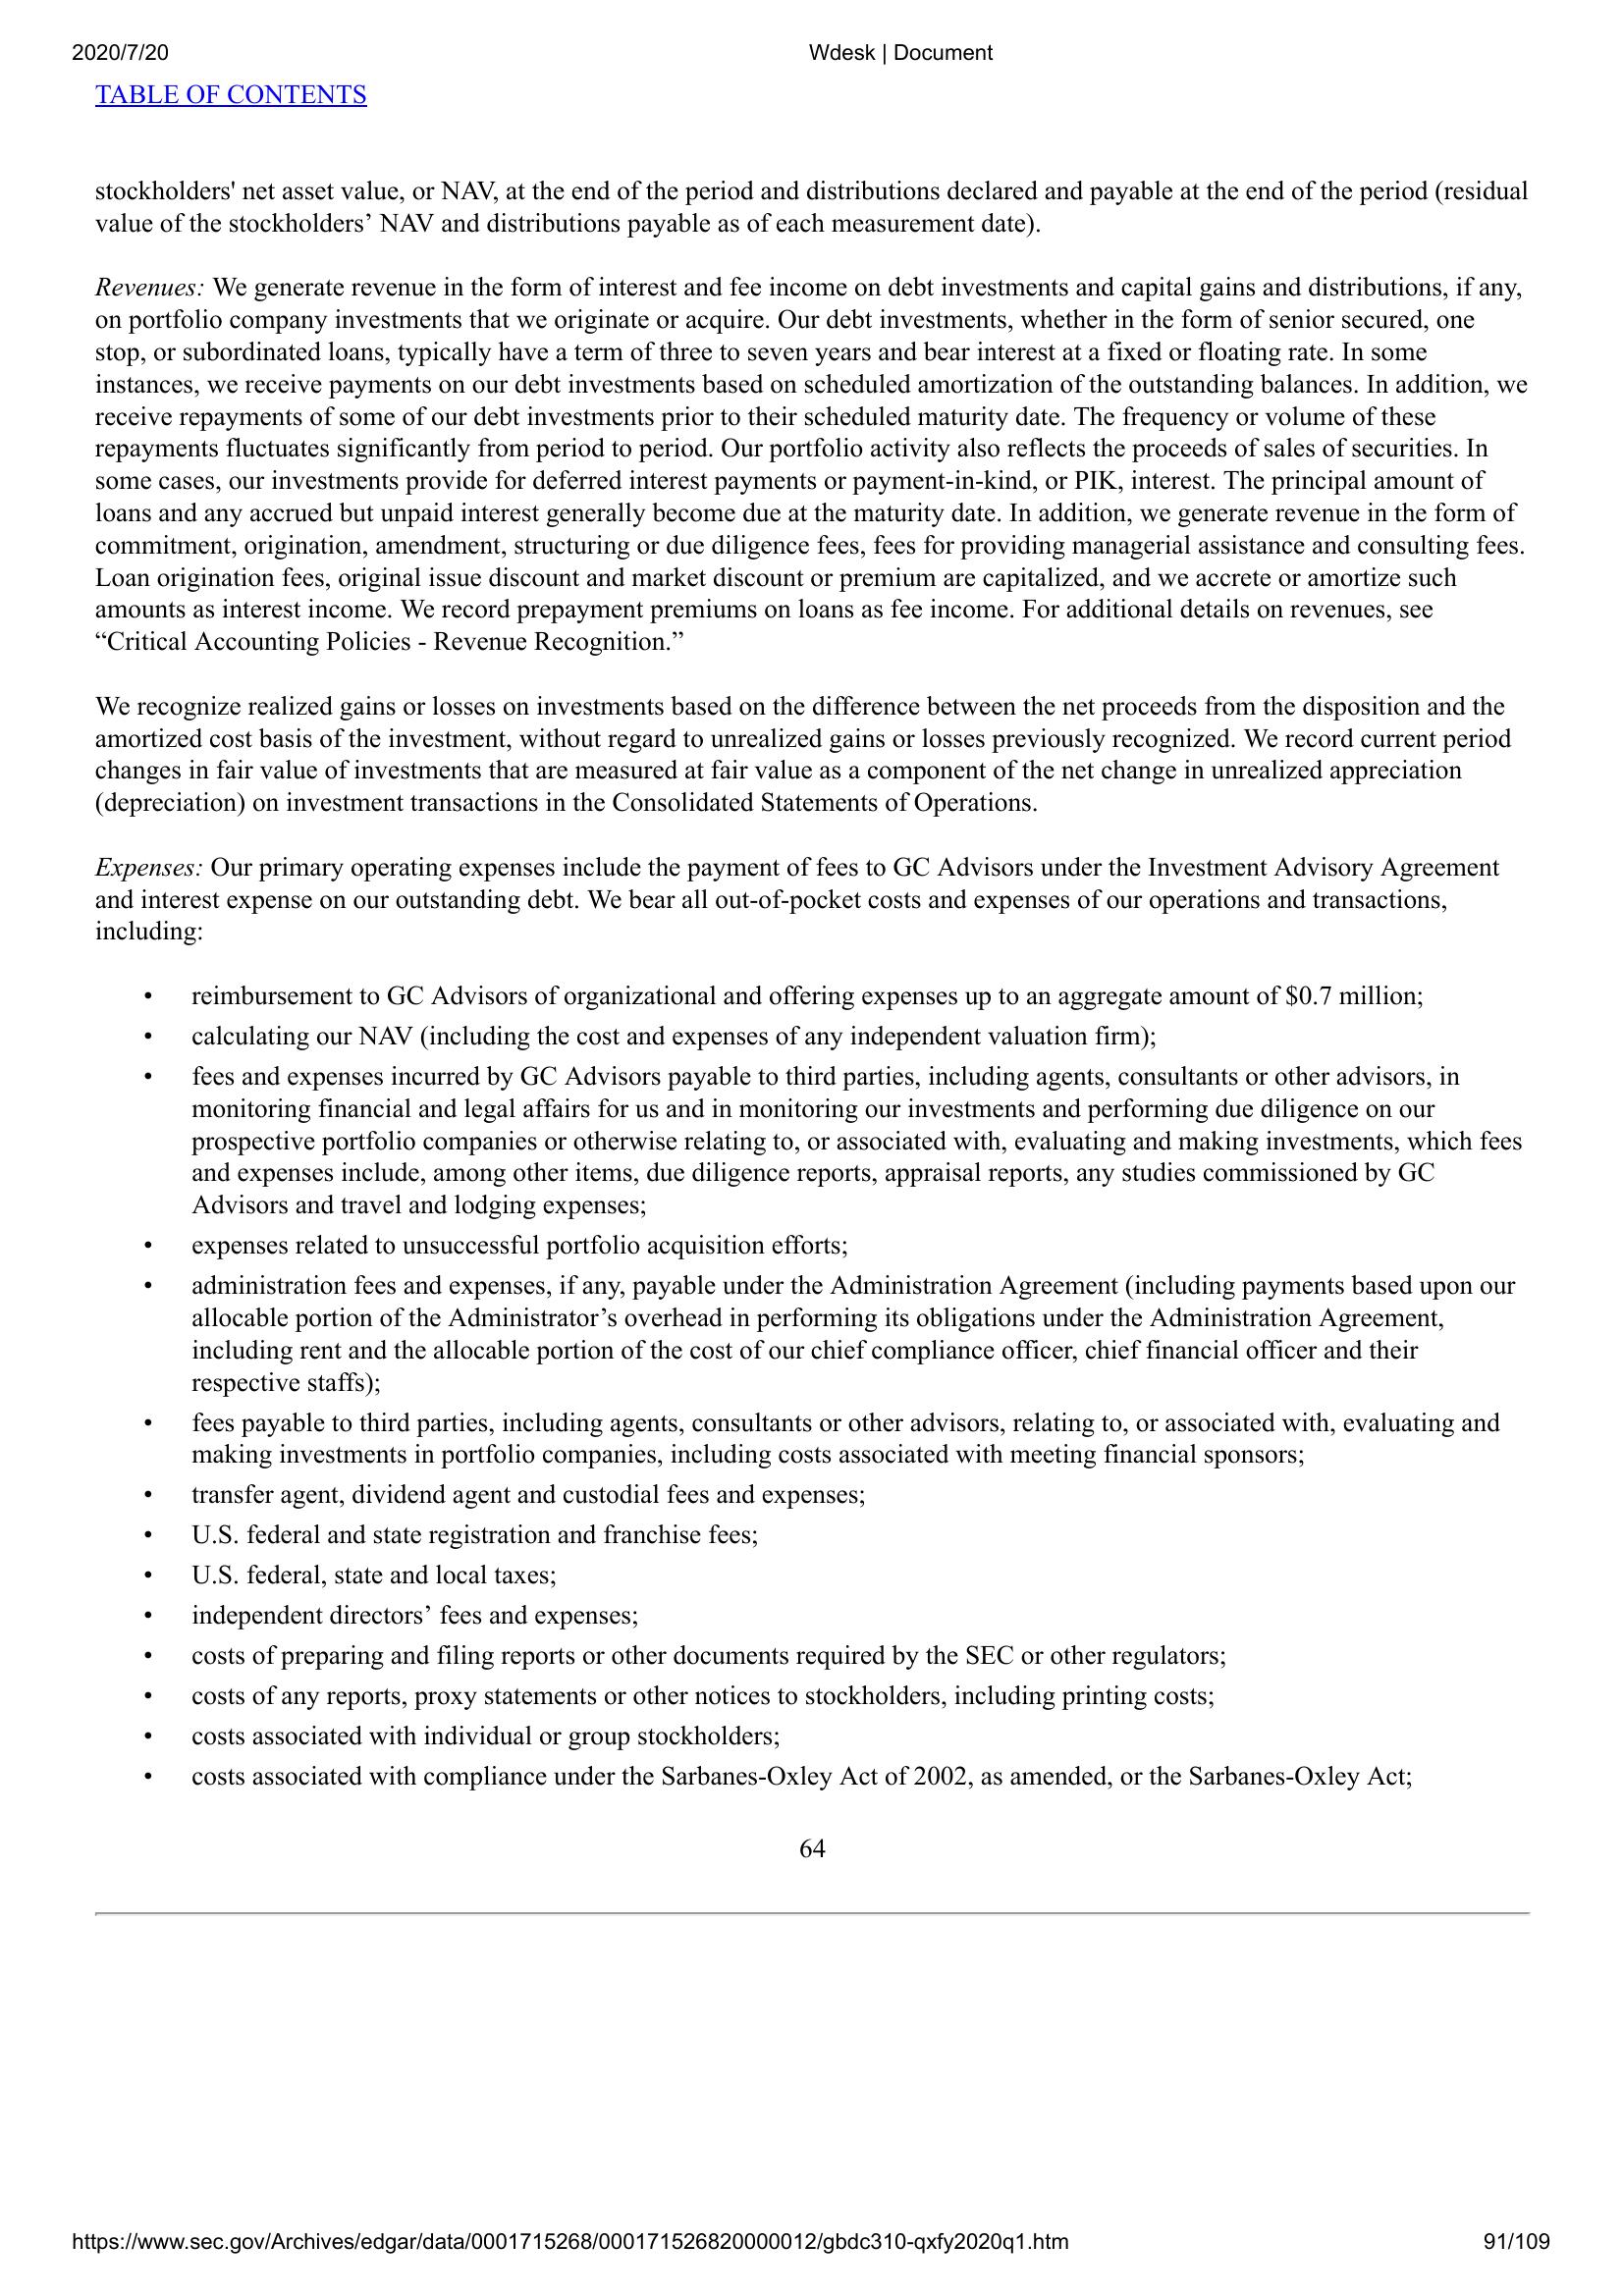 2020/7/20
Wdesk | Document
TABLE OF CONTENTS
stockholders' net asset value, or NAV, at the end of the period and distributions declared and payable at the end of the period (residual
value of the stockholders’ NAV and distributions payable as of each measurement date).
Revenues: We generate revenue in the form of interest and fee income on debt investments and capital gains and distributions, if any,
on portfolio company investments that we originate or acquire. Our debt investments, whether in the form of senior secured, one
stop, or subordinated loans, typically have a term of three to seven years and bear interest at a fixed or floating rate. In some
instances, we receive payments on our debt investments based on scheduled amortization of the outstanding balances. In addition, we
receive repayments of some of our debt investments prior to their scheduled maturity date. The frequency or volume of these
repayments fluctuates significantly from period to period. Our portfolio activity also reflects the proceeds of sales of securities. In
some cases, our investments provide for deferred interest payments or payment-in-kind, or PIK, interest. The principal amount of
loans and any accrued but unpaid interest generally become due at the maturity date. In addition, we generate revenue in the form of
commitment, origination, amendment, structuring or due diligence fees, fees for providing managerial assistance and consulting fees.
Loan origination fees, original issue discount and market discount or premium are capitalized, and we accrete or amortize such
amounts as interest income. We record prepayment premiums on loans as fee income. For additional details on revenues, see
“Critical Accounting Policies - Revenue Recognition.”
We recognize realized gains or losses on investments based on the difference between the net proceeds from the disposition and the
amortized cost basis of the investment, without regard to unrealized gains or losses previously recognized. We record current period
changes in fair value of investments that are measured at fair value as a component of the net change in unrealized appreciation
(depreciation) on investment transactions in the Consolidated Statements of Operations.
Expenses: Our primary operating expenses include the payment of fees to GC Advisors under the Investment Advisory Agreement
and interest expense on our outstanding debt. We bear all out-of-pocket costs and expenses of our operations and transactions,
including:
• reimbursement to GC Advisors of organizational and offering expenses up to an aggregate amount of $0.7 million;
• calculating our NAV (including the cost and expenses of any independent valuation firm);
• fees and expenses incurred by GC Advisors payable to third parties, including agents, consultants or other advisors, in
monitoring financial and legal affairs for us and in monitoring our investments and performing due diligence on our
prospective portfolio companies or otherwise relating to, or associated with, evaluating and making investments, which fees
and expenses include, among other items, due diligence reports, appraisal reports, any studies commissioned by GC
Advisors and travel and lodging expenses;
• expenses related to unsuccessful portfolio acquisition efforts;
• administration fees and expenses, if any, payable under the Administration Agreement (including payments based upon our
allocable portion of the Administrator’s overhead in performing its obligations under the Administration Agreement,
including rent and the allocable portion of the cost of our chief compliance officer, chief financial officer and their
respective staffs);
• fees payable to third parties, including agents, consultants or other advisors, relating to, or associated with, evaluating and
making investments in portfolio companies, including costs associated with meeting financial sponsors;
• transfer agent, dividend agent and custodial fees and expenses;
• U.S. federal and state registration and franchise fees;
• U.S. federal, state and local taxes;
• independent directors’ fees and expenses;
• costs of preparing and filing reports or other documents required by the SEC or other regulators;
• costs of any reports, proxy statements or other notices to stockholders, including printing costs;
• costs associated with individual or group stockholders;
• costs associated with compliance under the Sarbanes-Oxley Act of 2002, as amended, or the Sarbanes-Oxley Act;
64
https://www.sec.gov/Archives/edgar/data/0001715268/000171526820000012/gbdc310-qxfy2020q1.htm
91/109